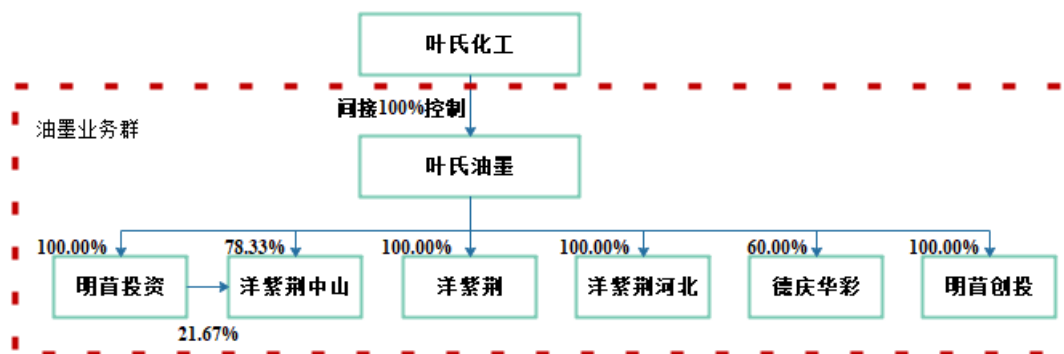 叶氏化工
间接100%控制
油墨业务群
叶氏油墨
100.00% 78.33% 100.00% 100.00% 60.00% 100.00%
明苜投资 洋紫荆中山 洋紫荆 洋紫荆河北 德庆华彩 明苜创投
21.67%